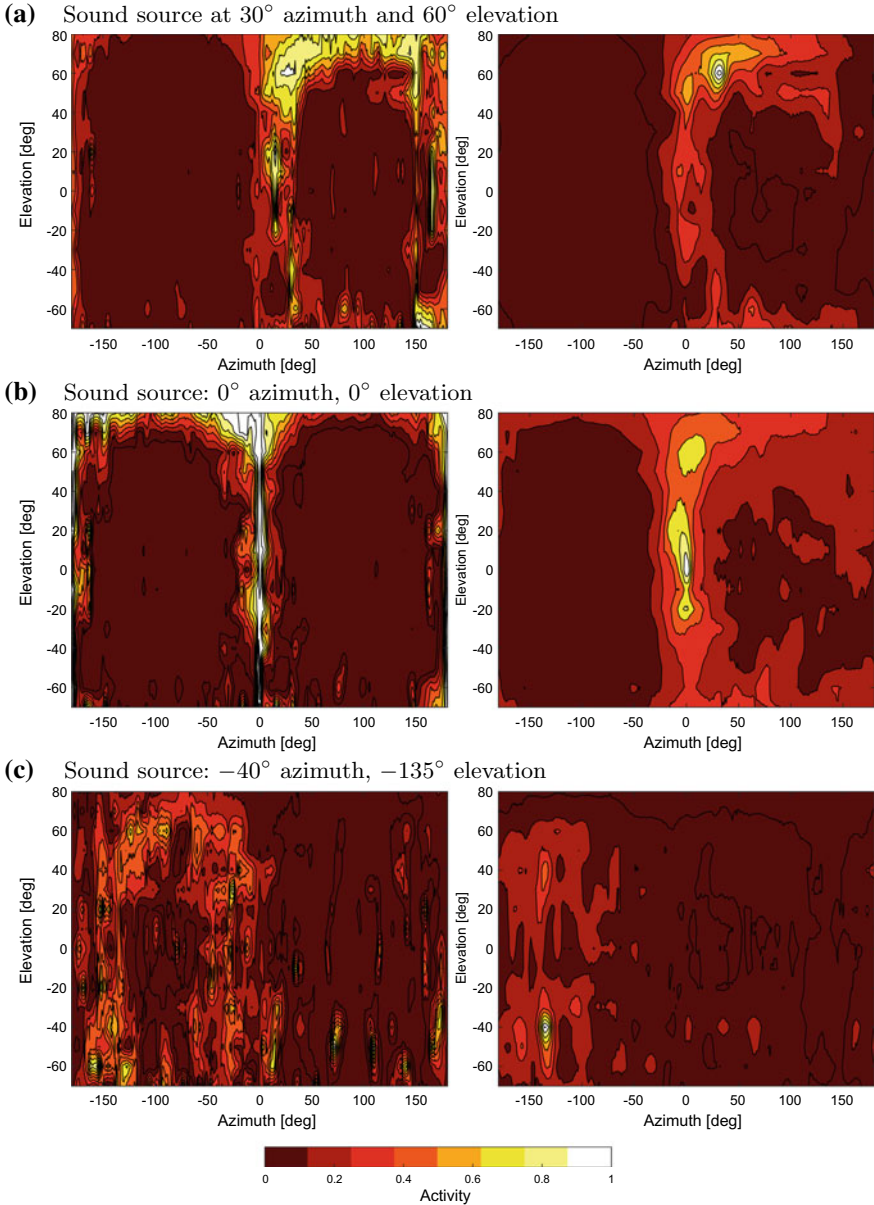 (a) Sound source at 30° azimuth and 60° elevation
80
60
40
20
0
-20
-40
-60
Elevation [deg]
-150 -100 -50 0 50 100 150
Azimuth [deg]
80
60
40
20
0
-20
-40
-60
Elevation [deg]
-150 -100 -50 0 50 100 150
Azimuth [deg]
(b) Sound source: 0° azimuth, 0° elevation
80
60
40
20
0
-20
-40
-60
Elevation [deg]
-150 -100 -50 0 50 100 150
Azimuth [deg]
80
60
40
20
0
-20
-40
-60
Elevation [deg]
-150 -100 -50 0 50 100 150
Azimuth [deg]
(c) Sound source: −40° azimuth, −135° elevation
80
60
40
20
0
-20
-40
-60
Elevation [deg]
-150 -100 -50 0 50 100 150
Azimuth [deg]
80
60
40
20
0
-20
-40
-60
Elevation [deg]
-150 -100 -50 0 50 100 150
Azimuth [deg]
0 0.2 0.4 0.6 0.8 1
Activity